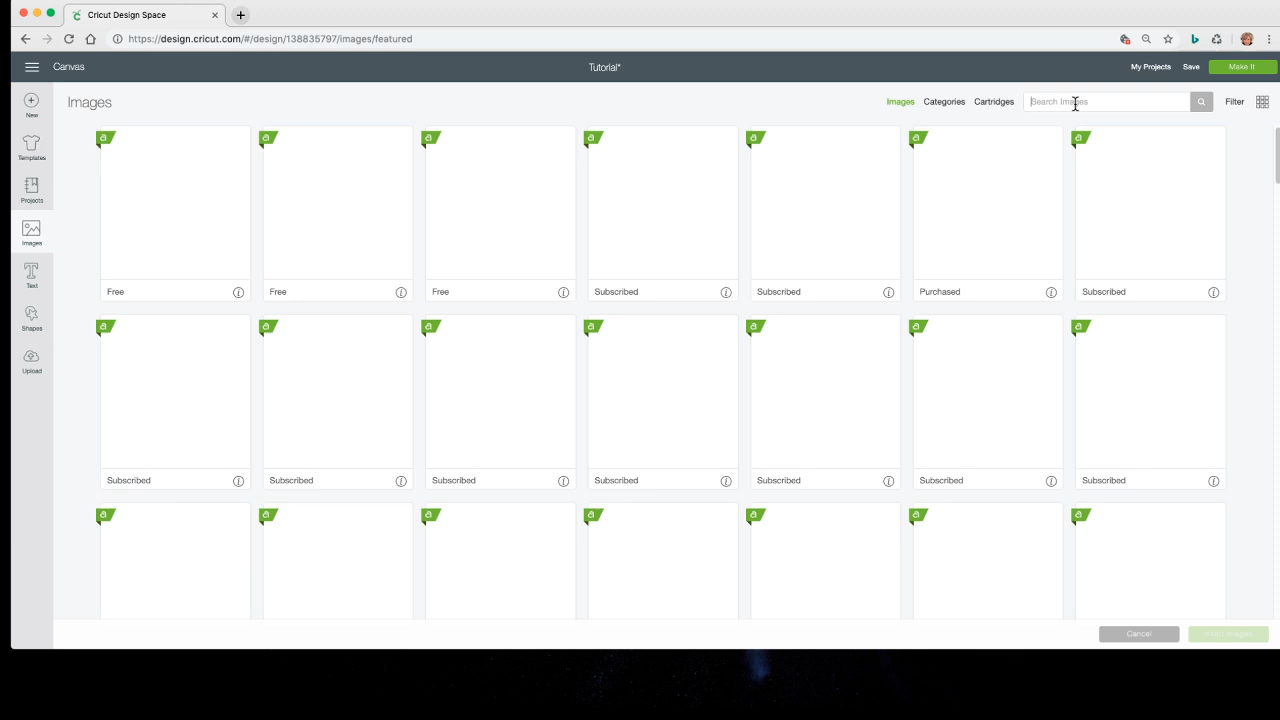 Cricut Design Space
https://design.cricut.com/#/design/138835797/images/featured
Canvas
Tutorial*
My Projects
Save
Make It
New
Templates
Projects
Images
Text
Shapes
Upload
Images
Images
Categories
Cartridges
Search Images
Filter
a a a a a a a
Free Free Free Subscribed Subscribed Purchased Subscribed
a a a a a a a
Subscribed Subscribed Subscribed Subscribed Subscribed Subscribed Subscribed
a a a a a a a
Cancel